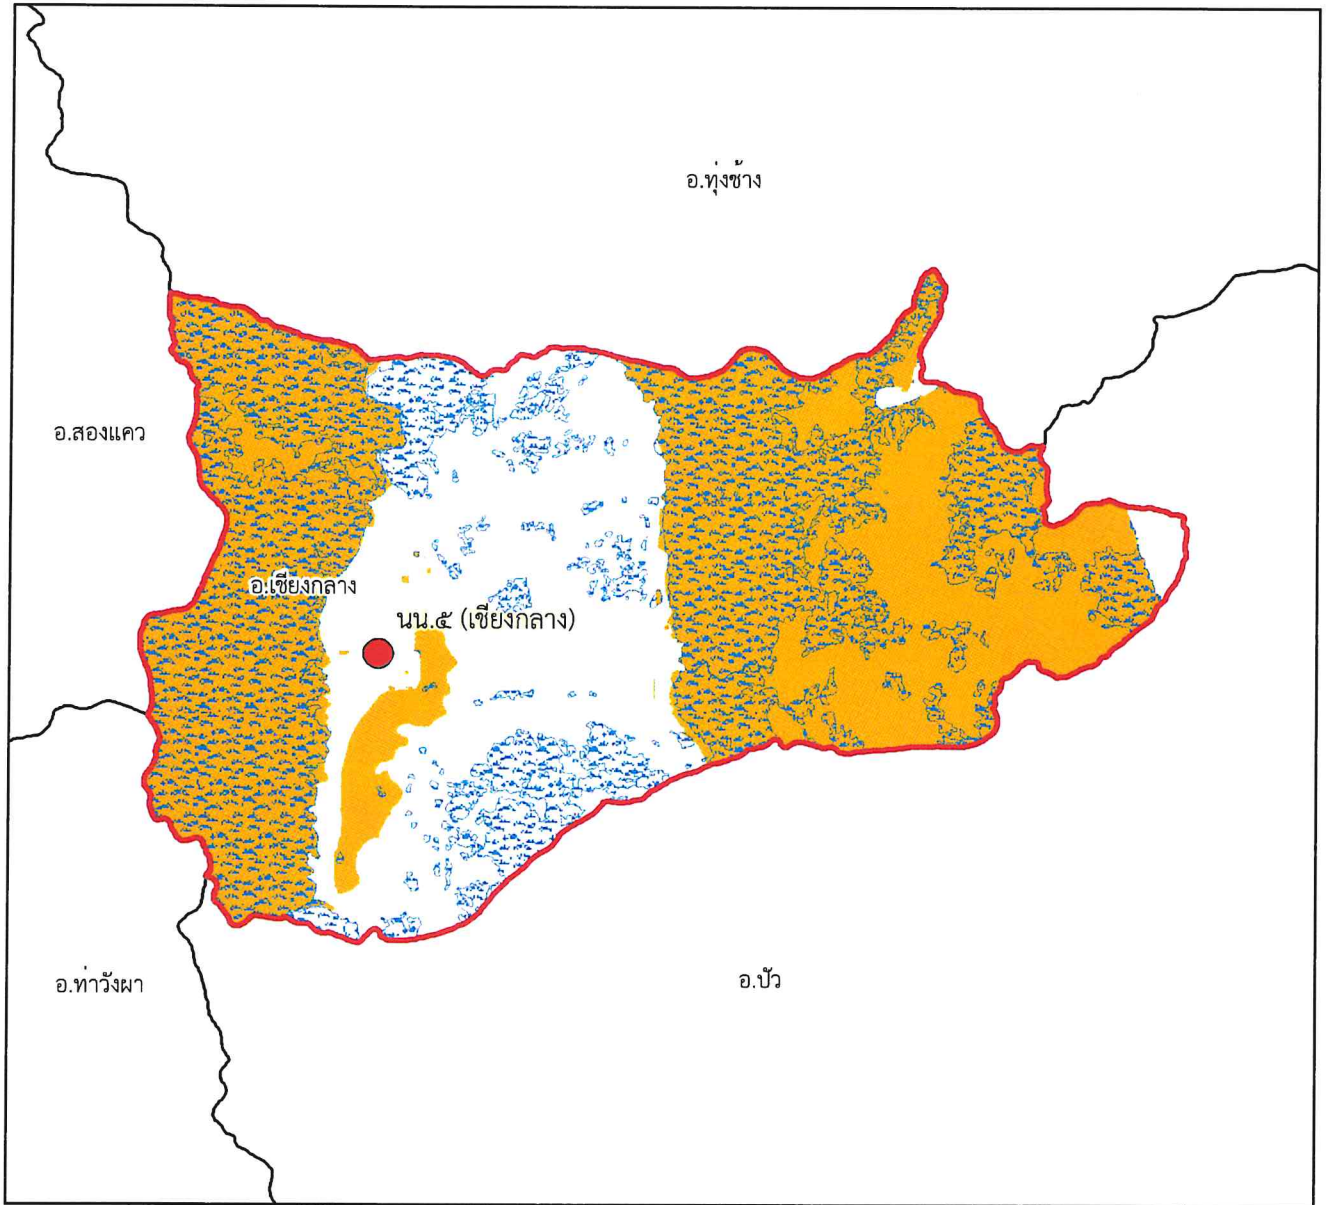 อ.ทุ่งช้าง
อ.สองแคว
อ.เชียงกลาง
นน.๕ (เชียงกลาง)
อ.ท่าวังผา
อ.ปัว